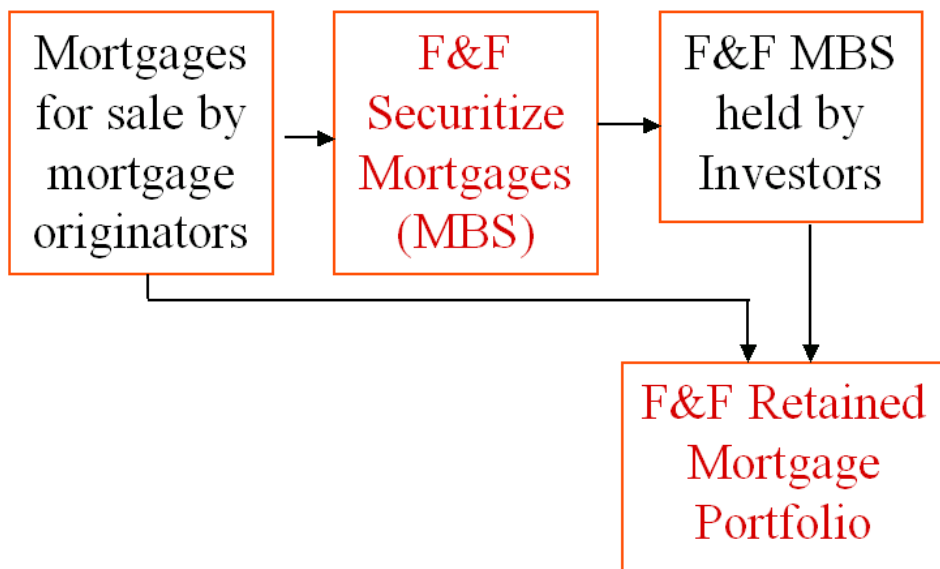 Mortgages
for sale by
mortgage
originators
F&F
Securitize
Mortgages
(MBS)
F&F MBS
held by
Investors
F&F Retained
Mortgage
Portfolio